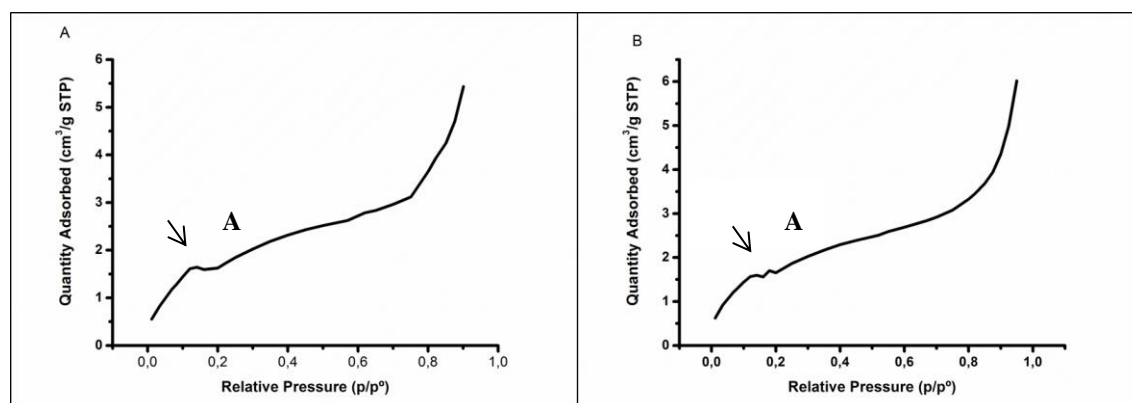 A
Quantity Adsorbed (cm³/g STP)
6
5
4
3
2
1
0
A
0,0 0,2 0,4 0,6 0,8 1,0
Relative Pressure (p/pº)
B
Quantity Adsorbed (cm³/g STP)
6
5
4
3
2
1
0
A
0,0 0,2 0,4 0,6 0,8 1,0
Relative Pressure (p/pº)